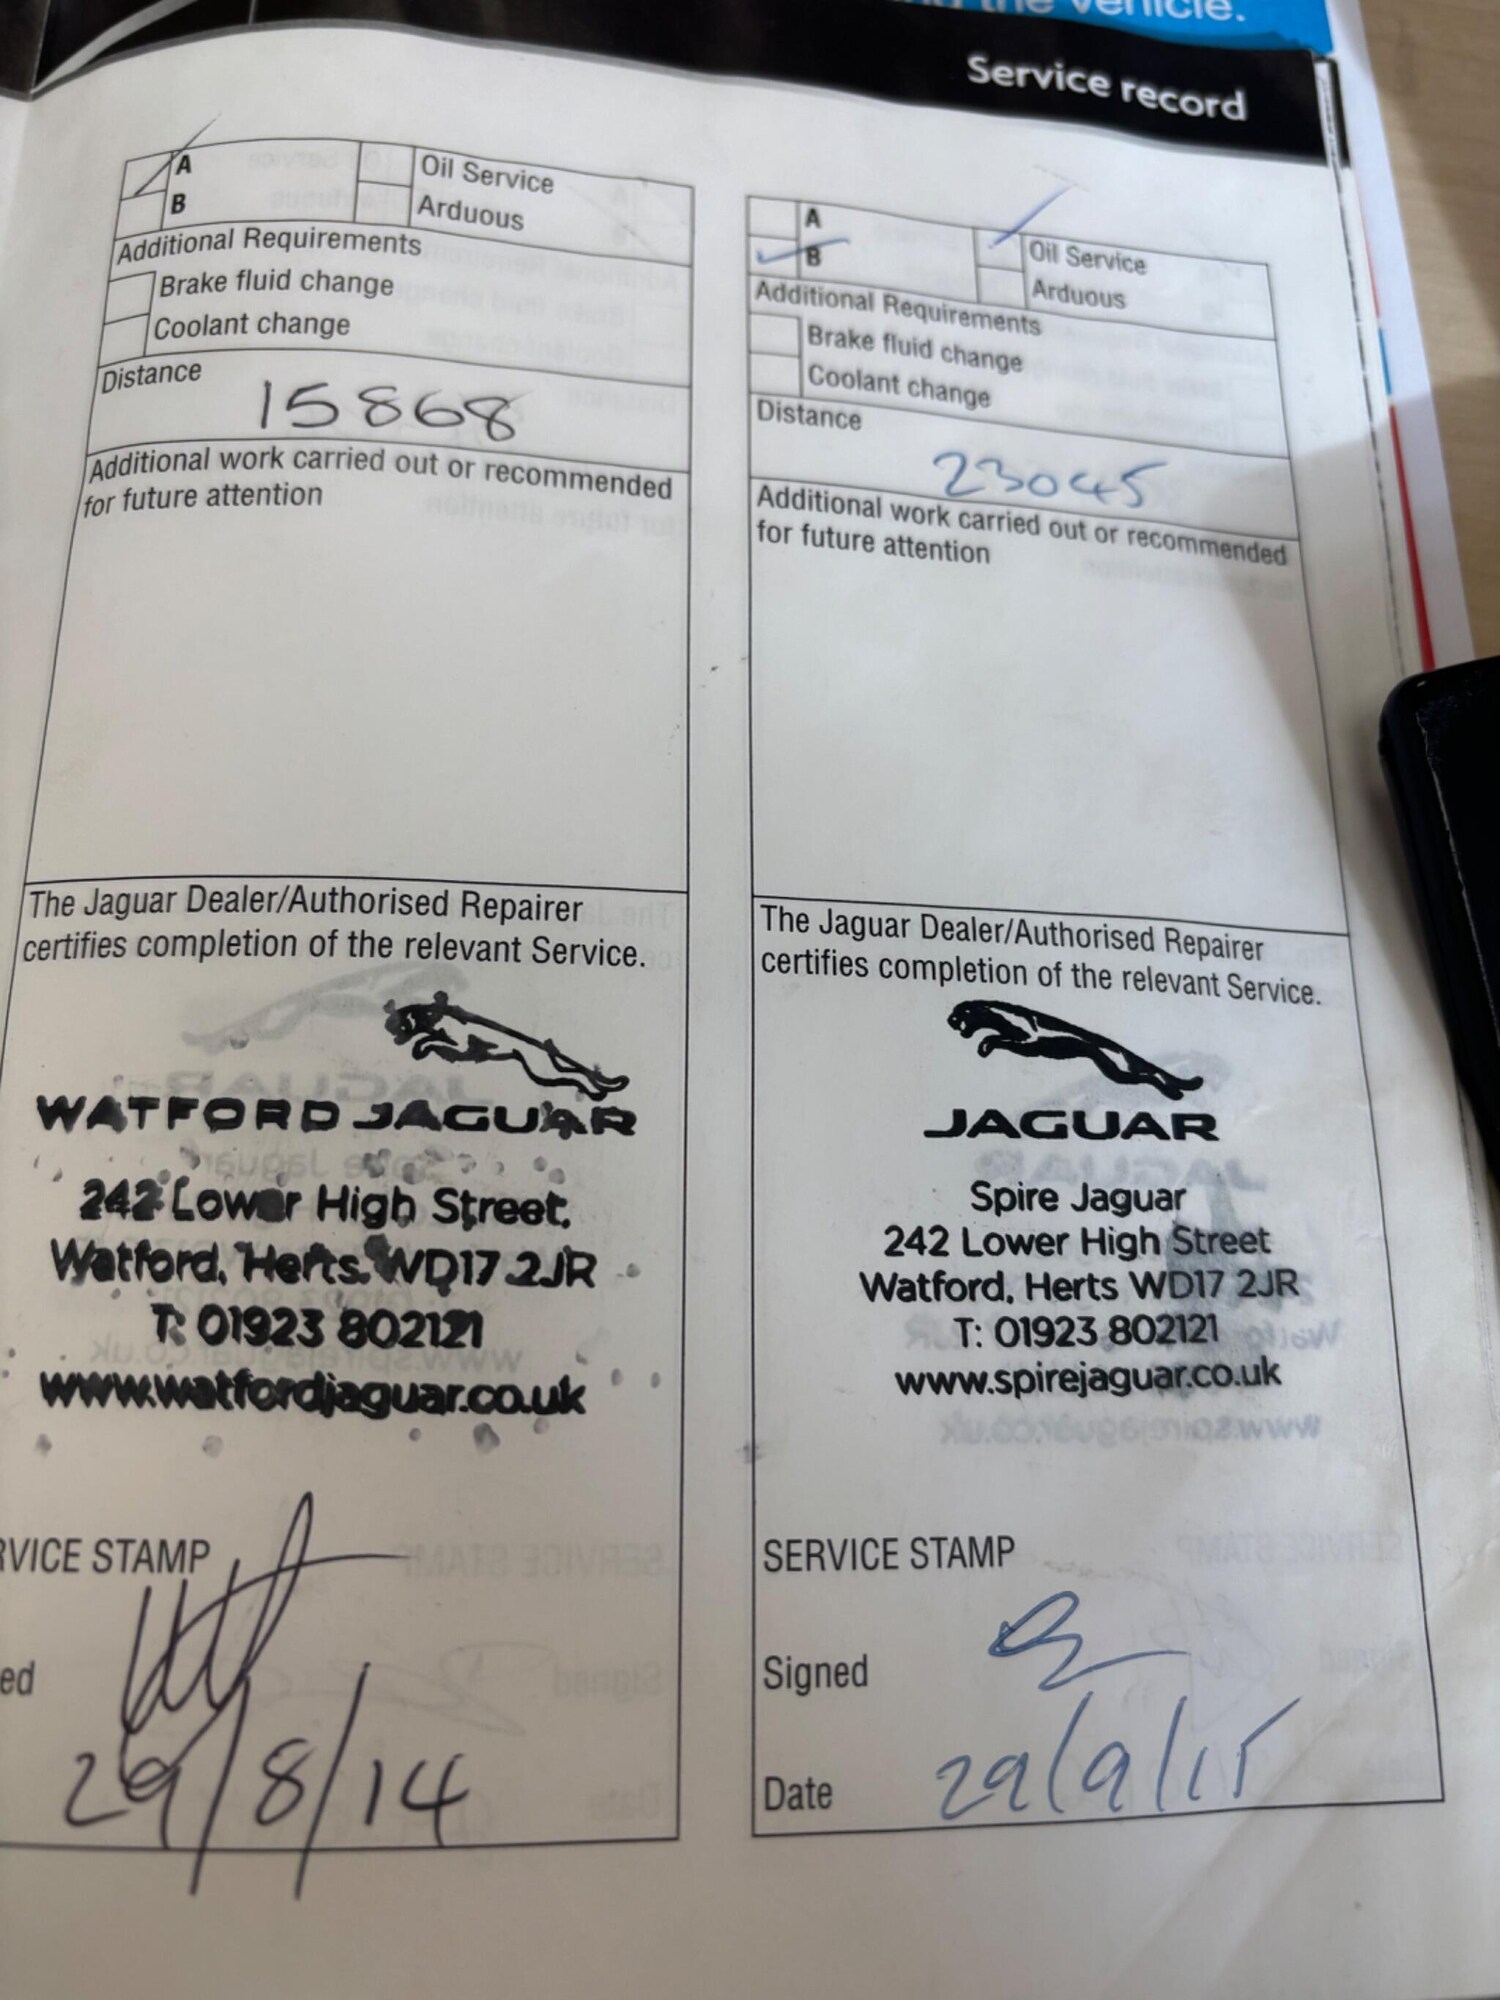 the vehicle.
Service record
A
B
Oil Service
Arduous
Additional Requirements
Brake fluid change
Coolant change
Distance
15868
Additional work carried out or recommended
for future attention
The Jaguar Dealer/Authorised Repairer
certifies completion of the relevant Service.
WATFORD JAGUAR
242 Lower High Street,
Watford, Herts. WD17 2JR
T: 01923 802121
www.watfordjaguar.co.uk
RVICE STAMP
ed
29/8/14
A
B
Oil Service
Arduous
Additional Requirements
Brake fluid change
Coolant change
Distance
23045
Additional work carried out or recommended
for future attention
The Jaguar Dealer/Authorised Repairer
certifies completion of the relevant Service.
JAGUAR
Spire Jaguar
242 Lower High Street
Watford, Herts WD17 2JR
T: 01923 802121
www.spirejaguar.co.uk
SERVICE STAMP
Signed
Date 29/9/15